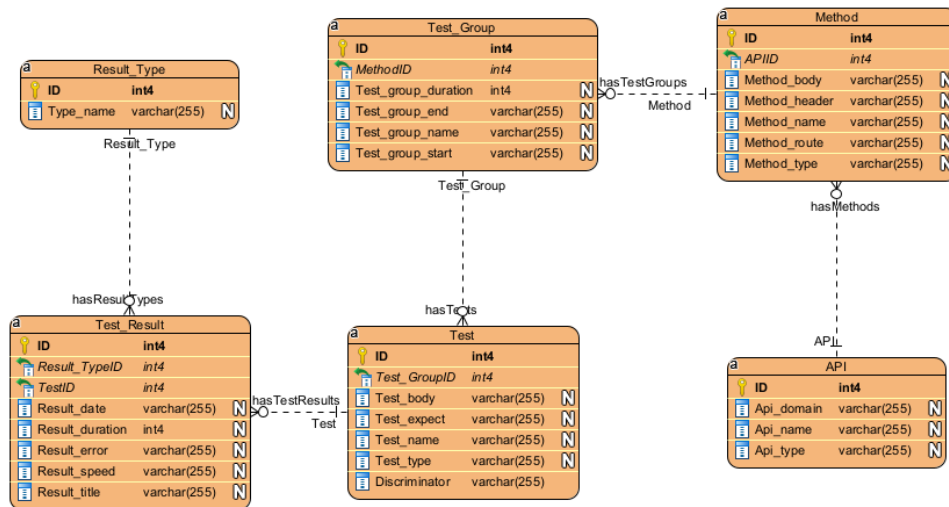 a
Result_Type
ID int4
Type_name varchar(255) N
Result_Type
hasResultTypes
a
Test_Group
ID int4
MethodID int4
Test_group_duration int4 N
Test_group_end varchar(255) N
Test_group_name varchar(255) N
Test_group_start varchar(255) N
hasTestGroups
Method
Test_Group
hasTests
a
Method
ID int4
APIID int4
Method_body varchar(255) N
Method_header varchar(255) N
Method_name varchar(255) N
Method_route varchar(255) N
Method_type varchar(255) N
hasMethods
API
a
Test_Result
ID int4
Result_TypeID int4
TestID int4
Result_date varchar(255) N
Result_duration int4 N
Result_error varchar(255) N
Result_speed varchar(255) N
Result_title varchar(255) N
hasTestResults
Test
a
Test
ID int4
Test_GroupID int4
Test_body varchar(255) N
Test_expect varchar(255) N
Test_name varchar(255) N
Test_type varchar(255) N
Discriminator varchar(255)
a
API
ID int4
Api_domain varchar(255) N
Api_name varchar(255) N
Api_type varchar(255) N